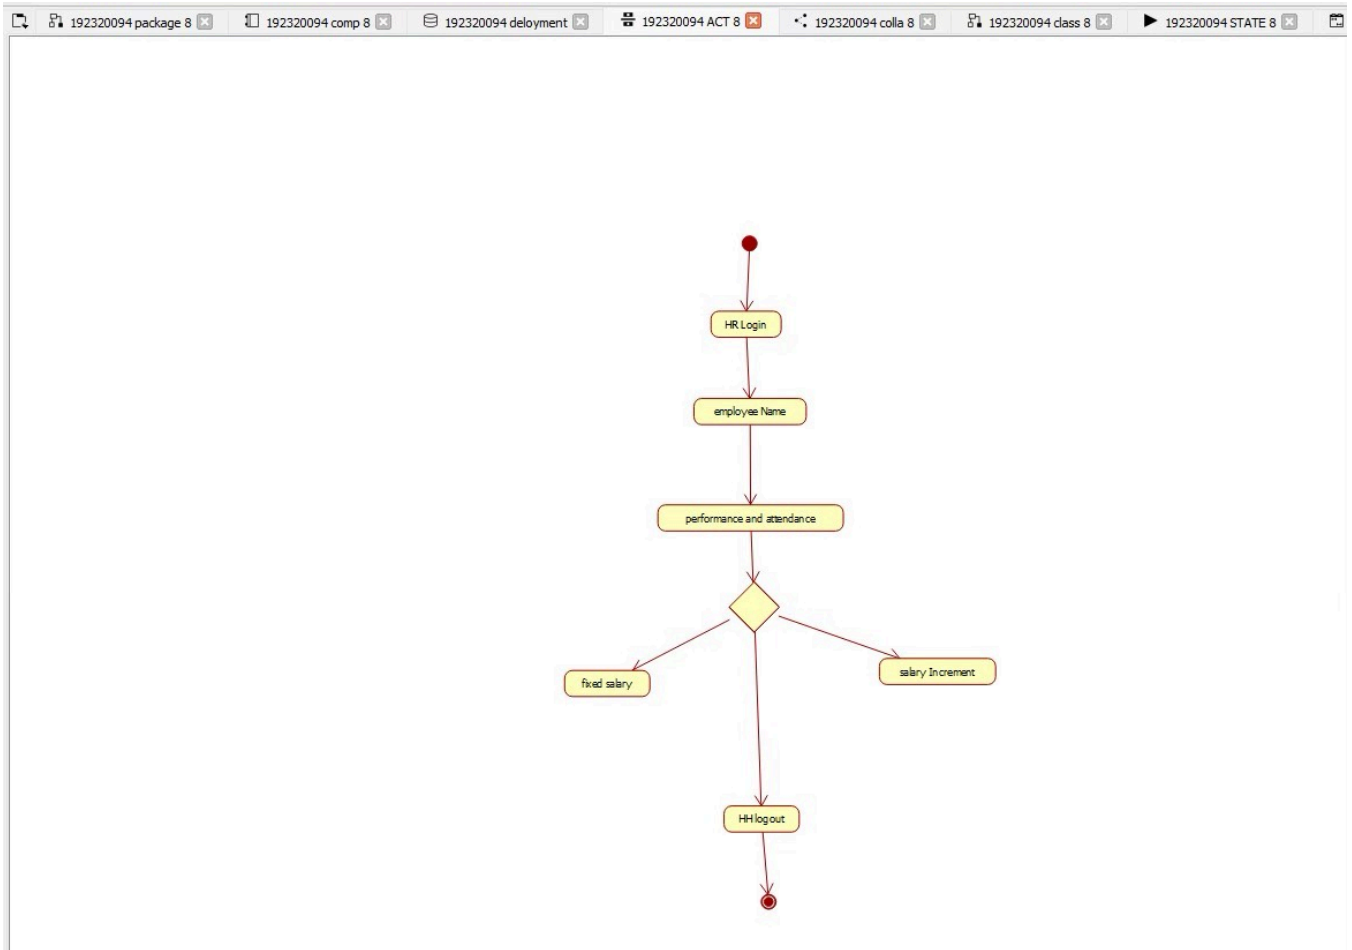 192320094 package 8
192320094 comp 8
192320094 deloyment
192320094 ACT 8
192320094 colla 8
192320094 class 8
192320094 STATE 8
HR Login
employee Name
performance and attendance
fixed salary
salary Increment
HH logout